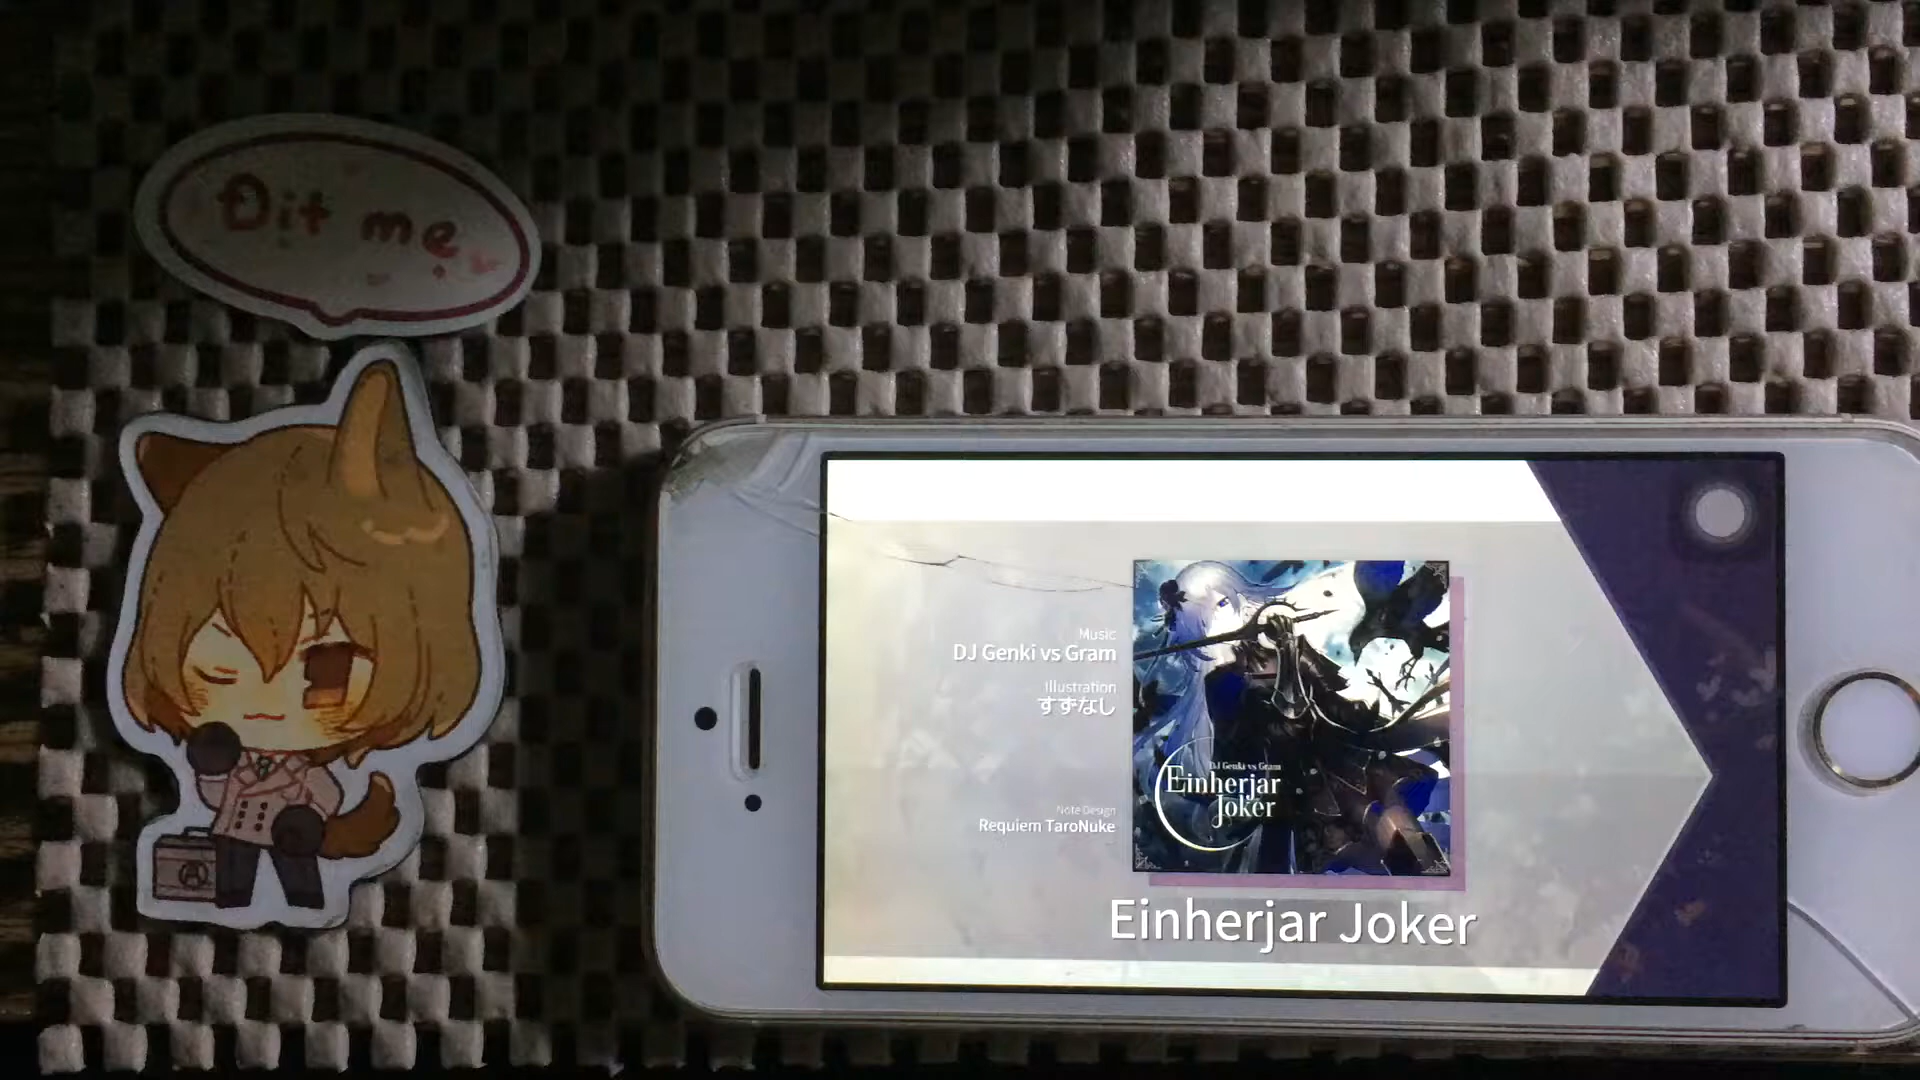 Đit me
Music
DJ Genki vs Gram
Illustration
すずなし
Note Design
Requiem TaroNuke
DJ Genki vs Gram
Einherjar
Joker
Einherjar Joker